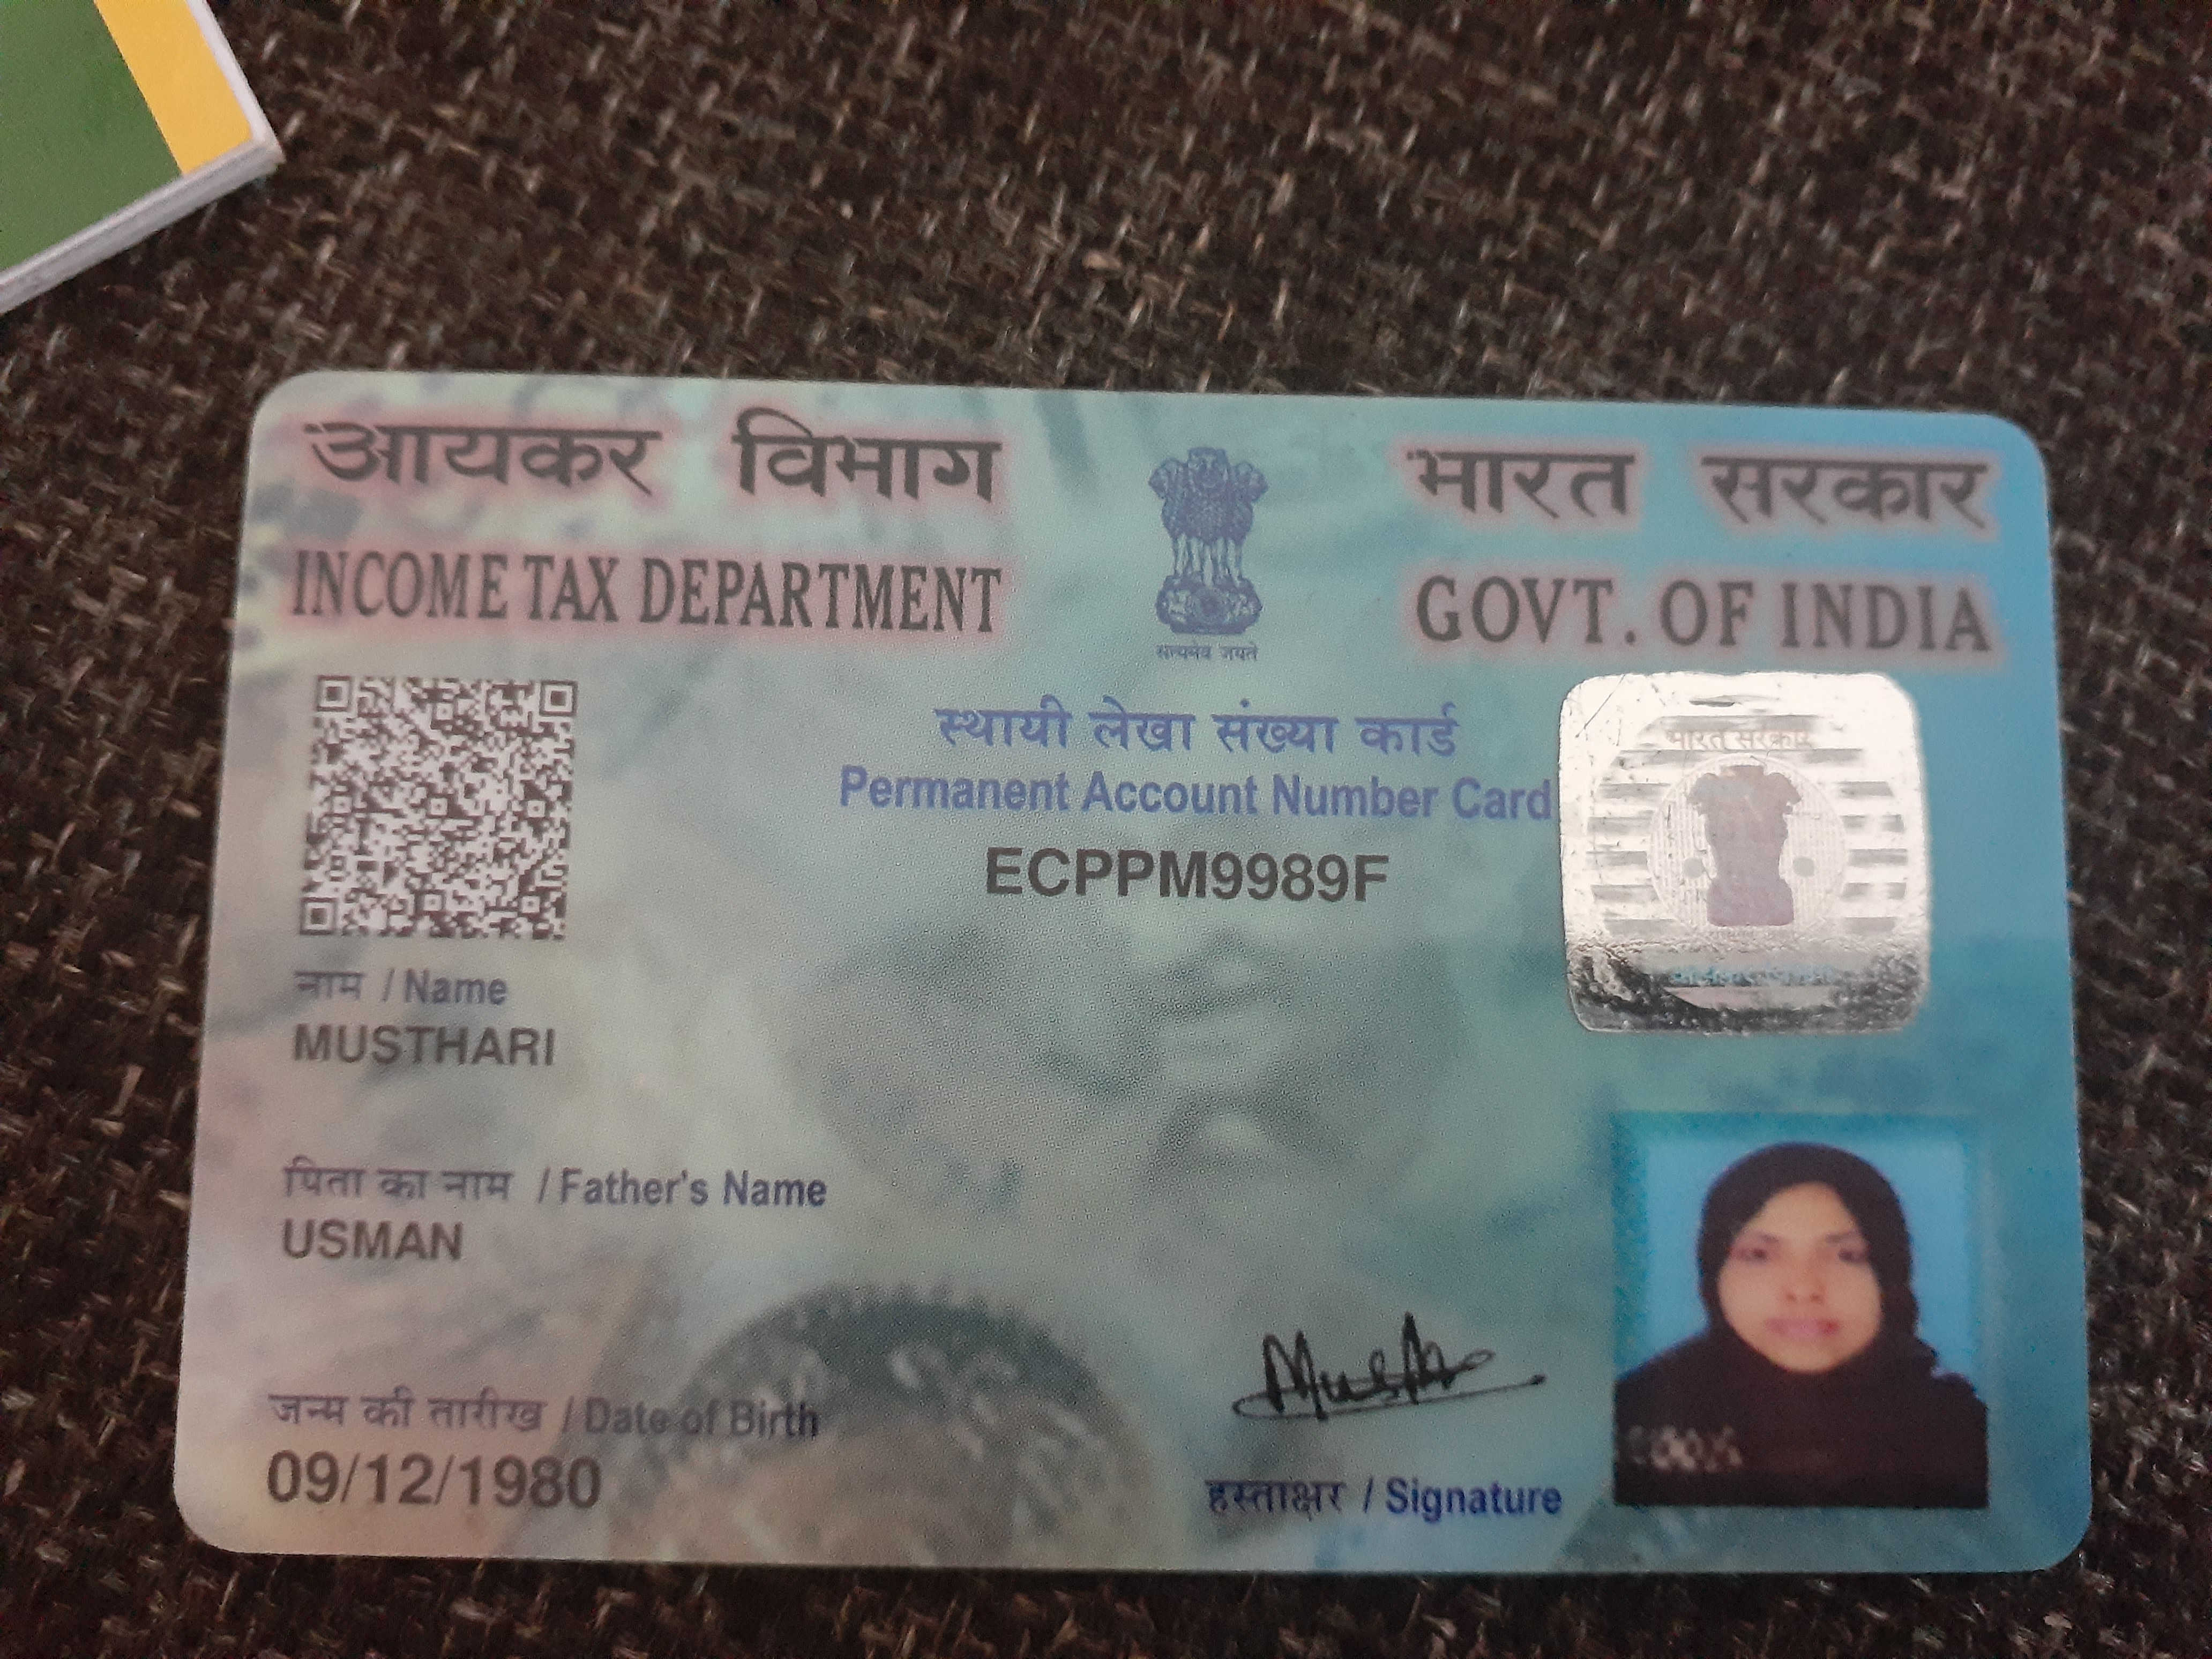 आयकर विभाग
INCOME TAX DEPARTMENT
सत्यमेव जयते
भारत सरकार
GOVT. OF INDIA
स्थायी लेखा संख्या कार्ड
Permanent Account Number Card
ECPPM9989F
भारत सरकार
नाम / Name
MUSTHARI
पिता का नाम / Father's Name
USMAN
जन्म की तारीख / Date of Birth
09/12/1980
हस्ताक्षर / Signature